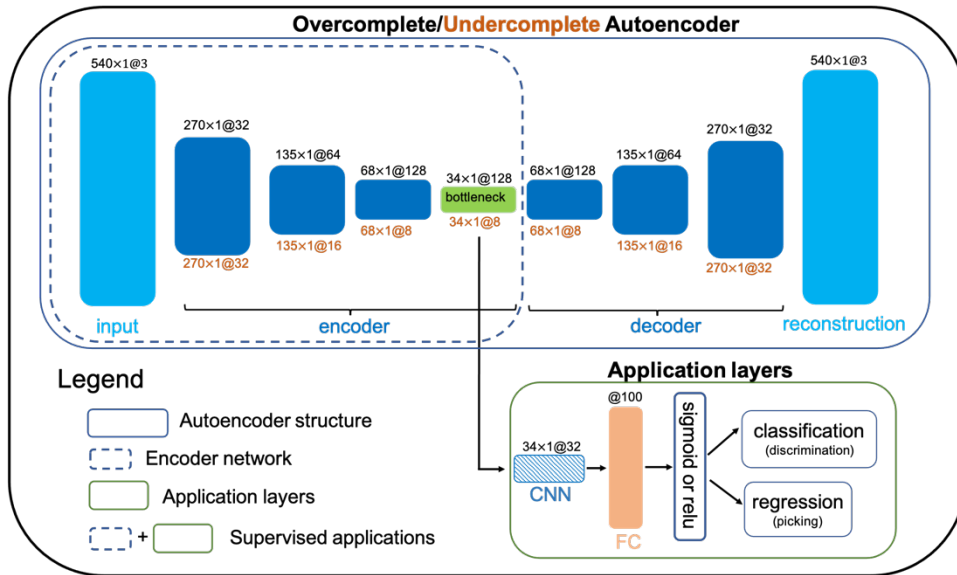 Overcomplete/Undercomplete Autoencoder
540×1@3
540×1@3
270×1@32
270×1@32
135×1@64
135×1@64
68×1@128
34×1@128
68×1@128
bottleneck
68×1@8
34×1@8
68×1@8
135×1@16
135×1@16
270×1@32
270×1@32
input
encoder
decoder
reconstruction
Legend
Autoencoder structure
Encoder network
Application layers
+
Supervised applications
Application layers
@100
34×1@32
CNN
FC
sigmoid or relu
classification
(discrimination)
regression
(picking)